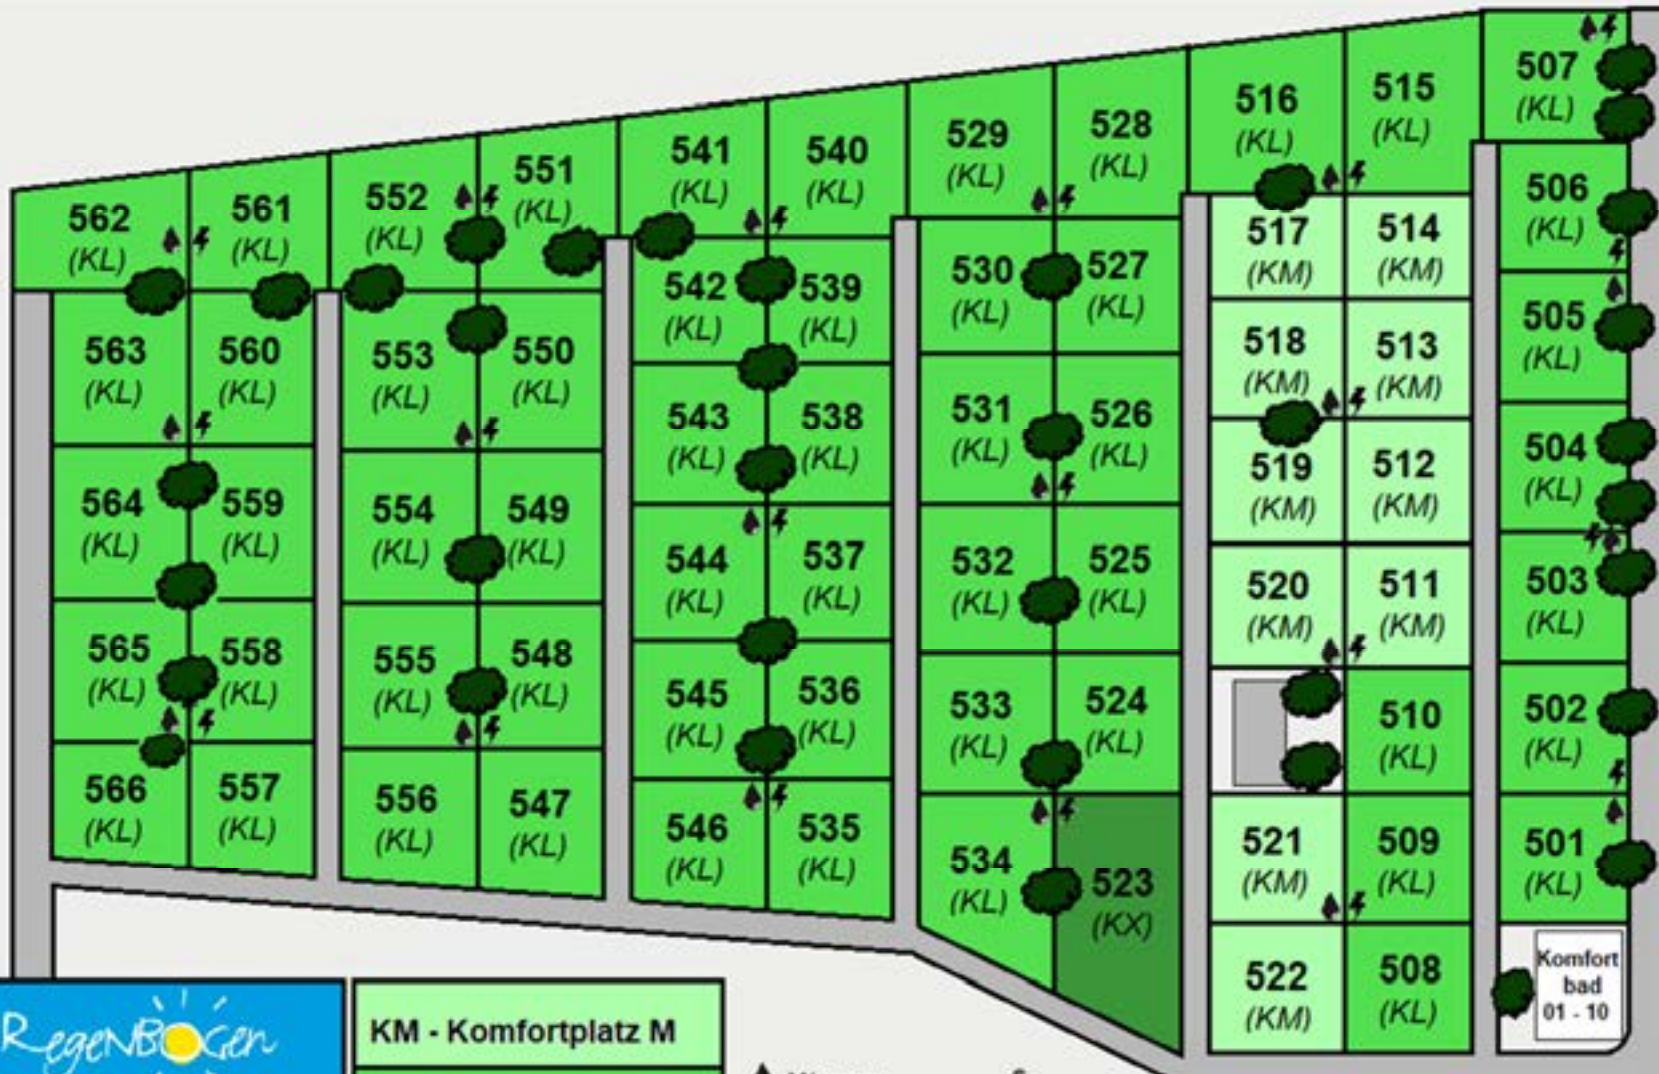 507
(KL)
516
(KL)
515
(KL)
529
(KL)
528
(KL)
541
(KL)
540
(KL)
552
(KL)
551
(KL)
562
(KL)
561
(KL)
506
(KL)
517
(KM)
514
(KM)
530
(KL)
527
(KL)
542
(KL)
539
(KL)
505
(KL)
518
(KM)
513
(KM)
563
(KL)
560
(KL)
553
(KL)
550
(KL)
543
(KL)
538
(KL)
531
(KL)
526
(KL)
504
(KL)
519
(KM)
512
(KM)
564
(KL)
559
(KL)
554
(KL)
549
(KL)
544
(KL)
537
(KL)
532
(KL)
525
(KL)
520
(KM)
511
(KM)
503
(KL)
565
(KL)
558
(KL)
555
(KL)
548
(KL)
545
(KL)
536
(KL)
533
(KL)
524
(KL)
510
(KL)
502
(KL)
566
(KL)
557
(KL)
556
(KL)
547
(KL)
546
(KL)
535
(KL)
534
(KL)
523
(KX)
521
(KM)
509
(KL)
501
(KL)
522
(KM)
508
(KL)
Komfort
bad
01 - 10
RegenBogen
KM - Komfortplatz M